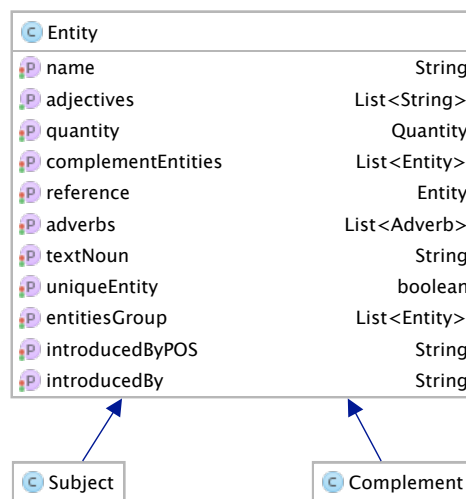 C Entity
P name String
P adjectives List<String>
P quantity Quantity
P complementEntities List<Entity>
P reference Entity
P adverbs List<Adverb>
P textNoun String
P uniqueEntity boolean
P entitiesGroup List<Entity>
P introducedByPOS String
P introducedBy String
C Subject C Complement